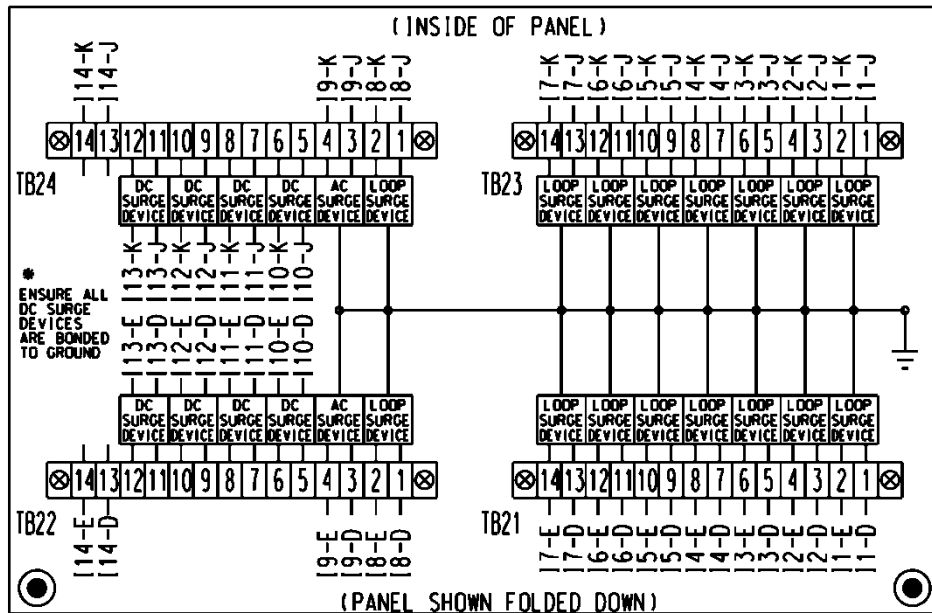 (INSIDE OF PANEL)
I14-K I14-J I9-K I9-J I8-K I8-J
I7-K I7-J I6-K I6-J I5-K I5-J I4-K I4-J I3-K I3-J I2-K I2-J I1-K I1-J
14 13 12 11 10 9 8 7 6 5 4 3 2 1
14 13 12 11 10 9 8 7 6 5 4 3 2 1
TB24
TB23
DC SURGE DEVICE
DC SURGE DEVICE
DC SURGE DEVICE
DC SURGE DEVICE
AC SURGE DEVICE
LOOP SURGE DEVICE
LOOP SURGE DEVICE
LOOP SURGE DEVICE
LOOP SURGE DEVICE
LOOP SURGE DEVICE
LOOP SURGE DEVICE
LOOP SURGE DEVICE
LOOP SURGE DEVICE
I13-K I13-J I12-K I12-J I11-K I11-J I10-K I10-J
*
ENSURE ALL
DC SURGE
DEVICES
ARE BONDED
TO GROUND
I13-E I13-D I12-E I12-D I11-E I11-D I10-E I10-D
DC SURGE DEVICE
DC SURGE DEVICE
DC SURGE DEVICE
DC SURGE DEVICE
AC SURGE DEVICE
LOOP SURGE DEVICE
LOOP SURGE DEVICE
LOOP SURGE DEVICE
LOOP SURGE DEVICE
LOOP SURGE DEVICE
LOOP SURGE DEVICE
LOOP SURGE DEVICE
LOOP SURGE DEVICE
14 13 12 11 10 9 8 7 6 5 4 3 2 1
14 13 12 11 10 9 8 7 6 5 4 3 2 1
TB22
TB21
I14-E I14-D I9-E I9-D I8-E I8-D
I7-E I7-D I6-E I6-D I5-E I5-D I4-E I4-D I3-E I3-D I2-E I2-D I1-E I1-D
(PANEL SHOWN FOLDED DOWN)